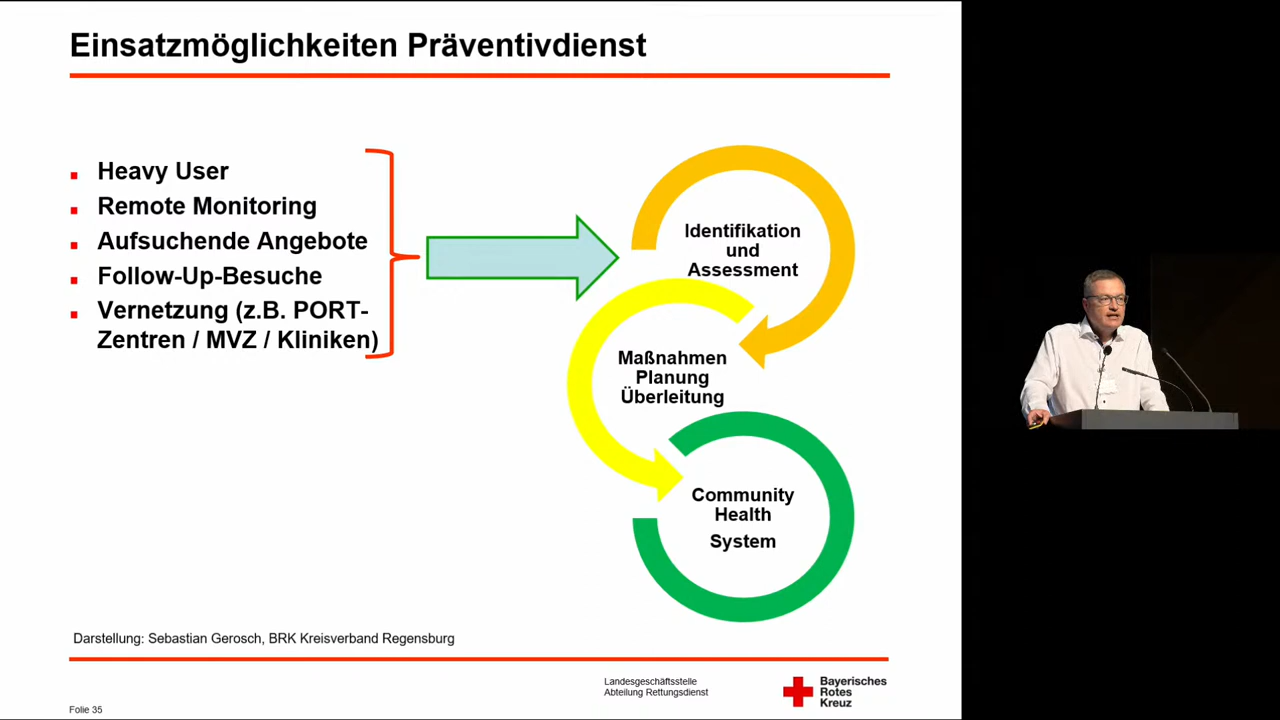 Einsatzmöglichkeiten Präventivdienst
Heavy User
Remote Monitoring
Aufsuchende Angebote
Follow-Up-Besuche
Vernetzung (z.B. PORT-
Zentren / MVZ / Kliniken)
Identifikation
und
Assessment
Maßnahmen
Planung
Überleitung
Community
Health
System
Darstellung: Sebastian Gerosch, BRK Kreisverband Regensburg
Landesgeschäftsstelle
Abteilung Rettungsdienst
Bayerisches
Rotes
Kreuz
Folie 35